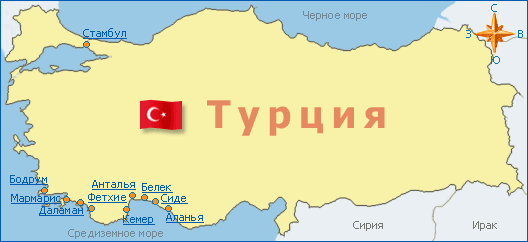 С
Черное море
З
В
Стамбул
Ю
Турция
Бодрум
Анталья
Белек
Мармарис
Фетхие
Сиде
Даламан
Кемер
Аланья
Сирия
Ирак
Средиземное море